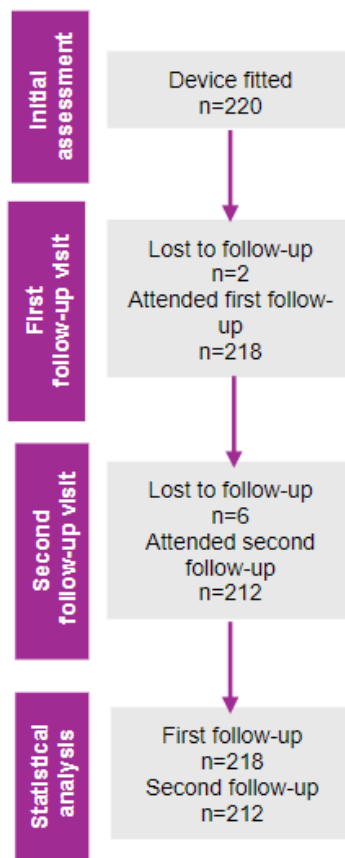 Initial
assessment
Device fitted
n=220
First
follow-up visit
Lost to follow-up
n=2
Attended first follow-
up
n=218
Second
follow-up visit
Lost to follow-up
n=6
Attended second
follow-up
n=212
Statistical
analysis
First follow-up
n=218
Second follow-up
n=212